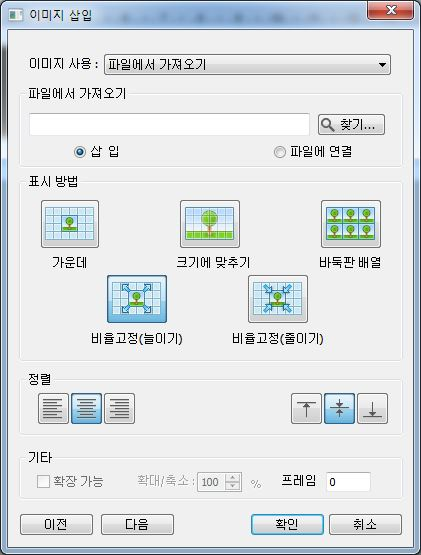 이미지 삽입
이미지 사용 : 파일에서 가져오기
파일에서 가져오기
찾기...
삽 입 파일에 연결
표시 방법
가운데 크기에 맞추기 바둑판 배열
비율고정(늘이기) 비율고정(줄이기)
정렬
기타
확장 가능 확대/축소 : 100 % 프레임 0
이전 다음 확인 취소